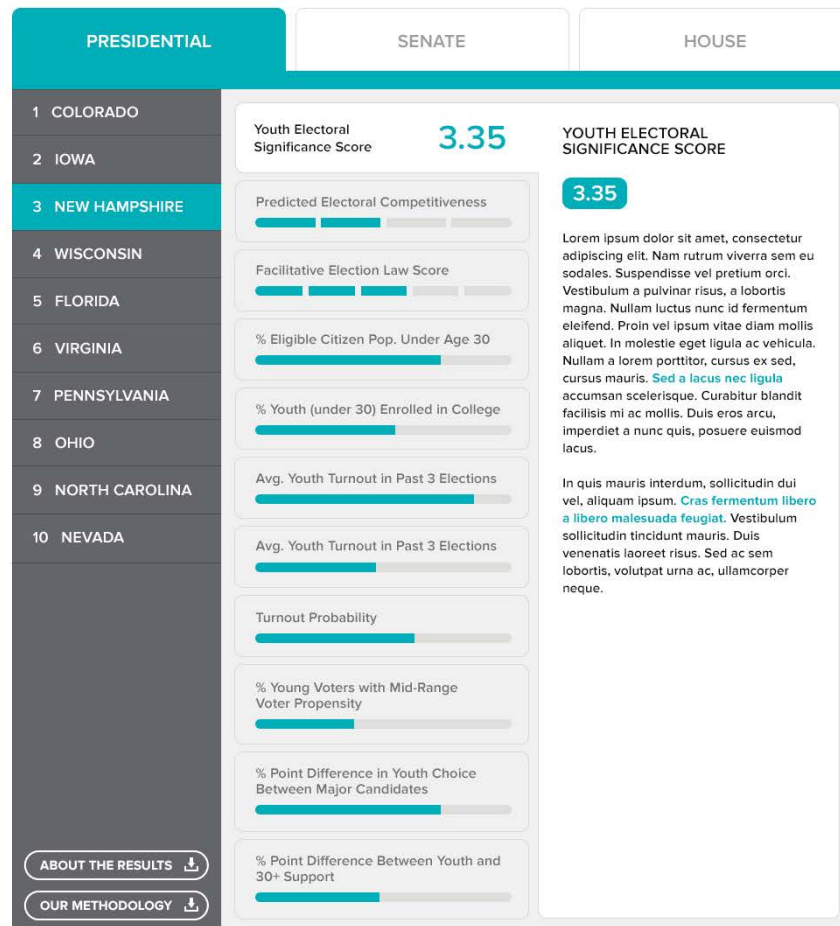 PRESIDENTIAL
SENATE
HOUSE
1 COLORADO
2 IOWA
3 NEW HAMPSHIRE
4 WISCONSIN
5 FLORIDA
6 VIRGINIA
7 PENNSYLVANIA
8 OHIO
9 NORTH CAROLINA
10 NEVADA
ABOUT THE RESULTS
OUR METHODOLOGY
Youth Electoral
Significance Score
3.35
Predicted Electoral Competitiveness
Facilitative Election Law Score
% Eligible Citizen Pop. Under Age 30
% Youth (under 30) Enrolled in College
Avg. Youth Turnout in Past 3 Elections
Avg. Youth Turnout in Past 3 Elections
Turnout Probability
% Young Voters with Mid-Range
Voter Propensity
% Point Difference in Youth Choice
Between Major Candidates
% Point Difference Between Youth and
30+ Support
YOUTH ELECTORAL
SIGNIFICANCE SCORE
3.35
Lorem ipsum dolor sit amet, consectetur
adipiscing elit. Nam rutrum viverra sem eu
sodales. Suspendisse vel pretium orci.
Vestibulum a pulvinar risus, a lobortis
magna. Nullam luctus nunc id fermentum
eleifend. Proin vel ipsum vitae diam mollis
aliquet. In molestie eget ligula ac vehicula.
Nullam a lorem porttitor, cursus ex sed,
cursus mauris. Sed a lacus nec ligula
accumsan scelerisque. Curabitur blandit
facilisis mi ac mollis. Duis eros arcu,
imperdiet a nunc quis, posuere euismod
lacus.
In quis mauris interdum, sollicitudin dui
vel, aliquam ipsum. Cras fermentum libero
a libero malesuada feugiat. Vestibulum
sollicitudin tincidunt mauris. Duis
venenatis laoreet risus. Sed ac sem
lobortis, volutpat urna ac, ullamcorper
neque.